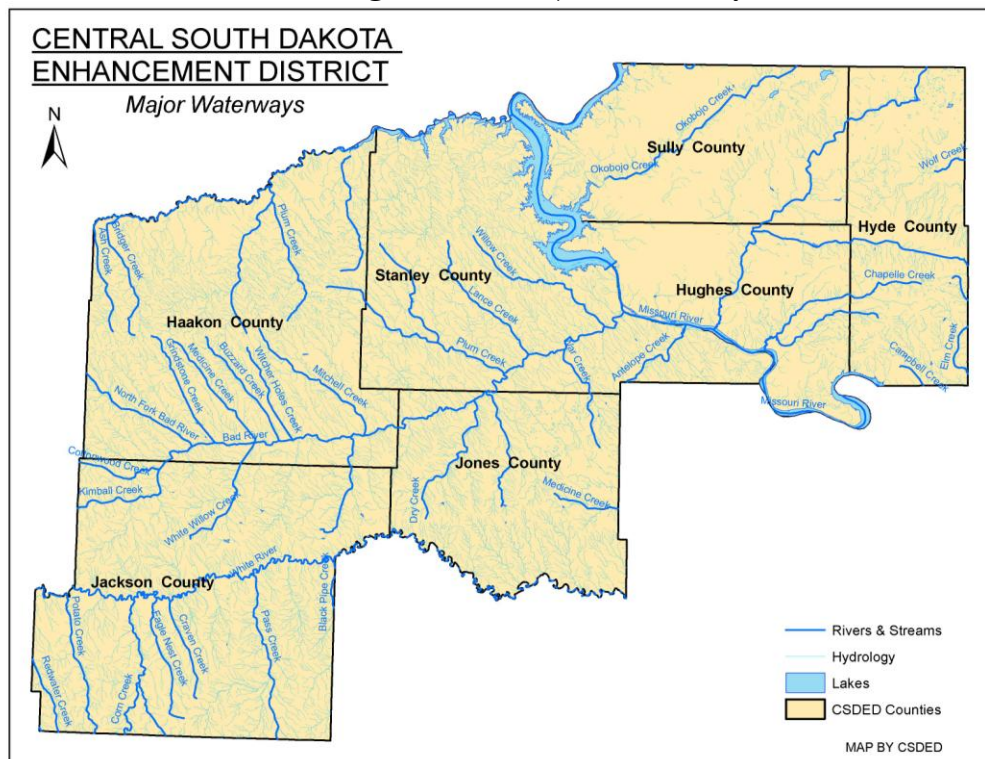 CENTRAL SOUTH DAKOTA
ENHANCEMENT DISTRICT
Major Waterways
N
Okobojo Creek
Sully County
Okobojo Creek
Wolf Creek
Plum Creek
Bridger Creek
Ash Creek
Hyde County
Willow Creek
Stanley County
Chapelle Creek
Hughes County
Lance Creek
Missouri River
Haakon County
Plum Creek
Antelope Creek
Elm Creek
Campbell Creek
Grindstone Creek
Medicine Creek
Buzzard Creek
Witcher Holes Creek
Mitchell Creek
North Fork Bad River
Missouri River
Bad River
Cottonwood Creek
Jones County
Kimball Creek
Dry Creek
Medicine Creek
White Willow Creek
White River
Black Pipe Creek
Jackson County
Potato Creek
Craven Creek
Eagle Nest Creek
Pass Creek
Corn Creek
Redwater Creek
Rivers & Streams
Hydrology
Lakes
CSDED Counties
MAP BY CSDED